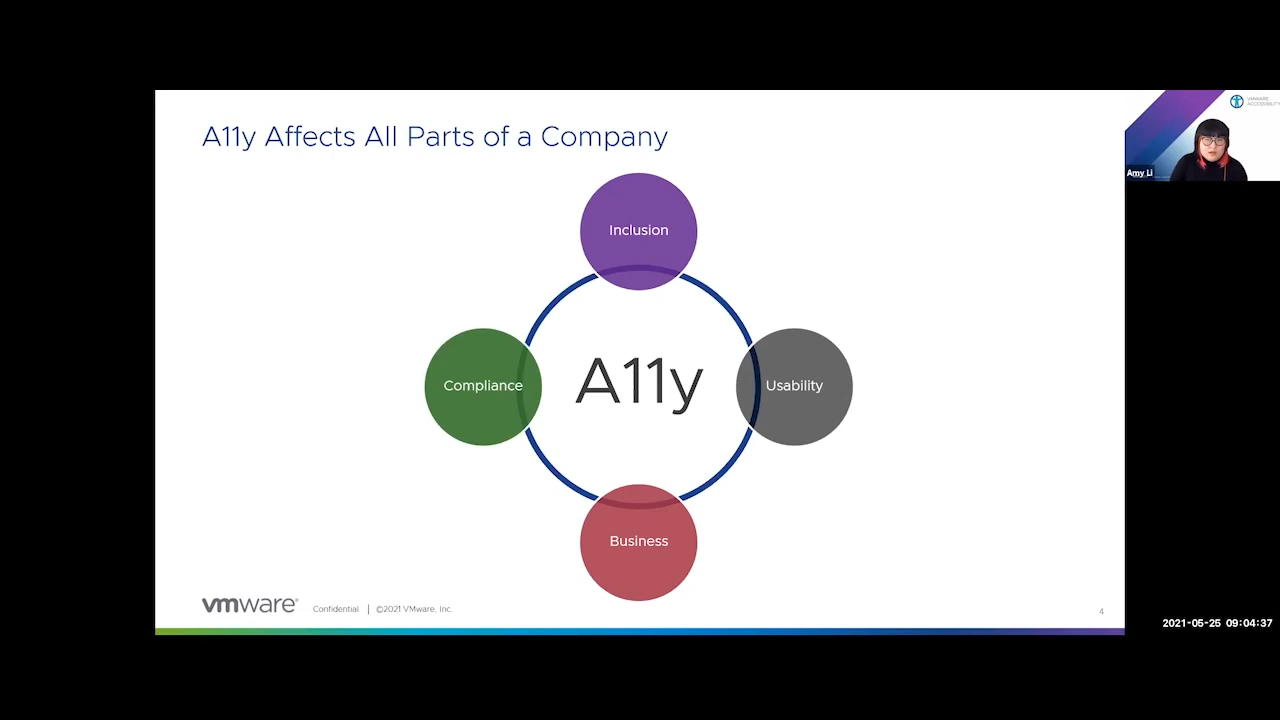 A11y Affects All Parts of a Company
VMWARE
ACCESSIBILITY
Amy Li
Inclusion
Compliance
A11y
Usability
Business
vmware®
Confidential | ©2021 VMware, Inc.
4
2021-05-25 09:04:37